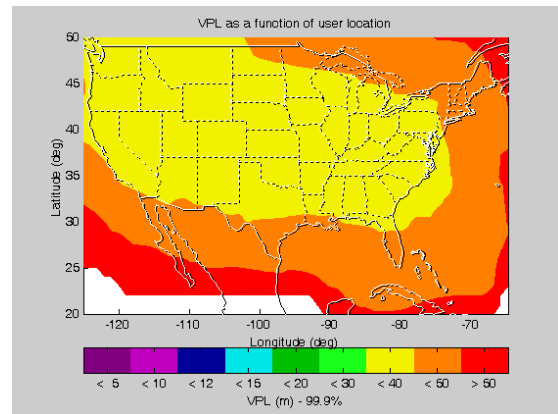 VPL as a function of user location
50
45
40
35
30
25
20
Latitude (deg)
-120 -110 -100 -90 -80 -70
Longitude (deg)
< 5 < 10 < 12 < 15 < 20 < 30 < 40 < 50 > 50
VPL (m) - 99.9%